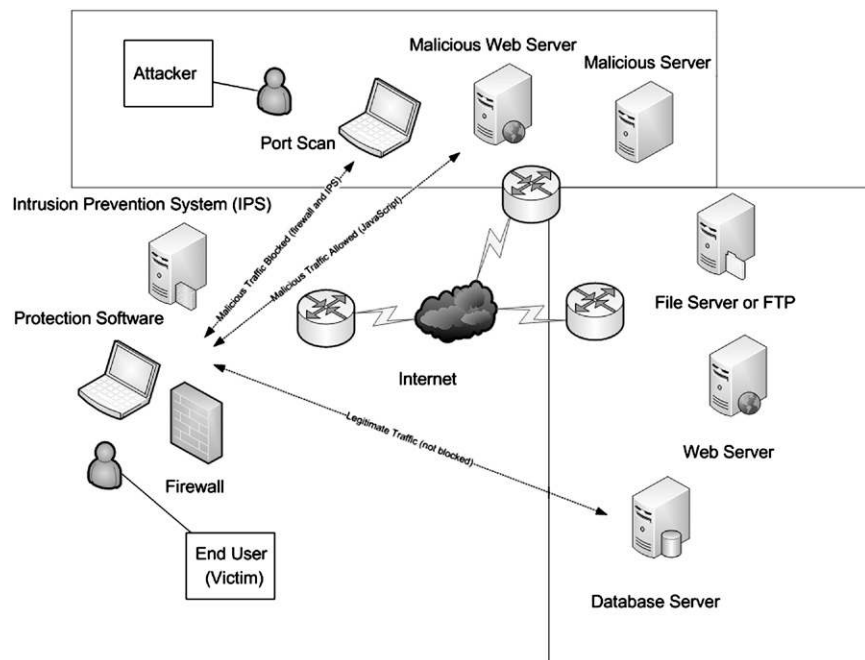 Attacker
Port Scan
Malicious Web Server
Malicious Server
Intrusion Prevention System (IPS)
Malicious Traffic Blocked (firewall and IPS)
Malicious Traffic Allowed (JavaScript)
Protection Software
File Server or FTP
Internet
Legitimate Traffic (not blocked)
Web Server
Firewall
End User
(Victim)
Database Server